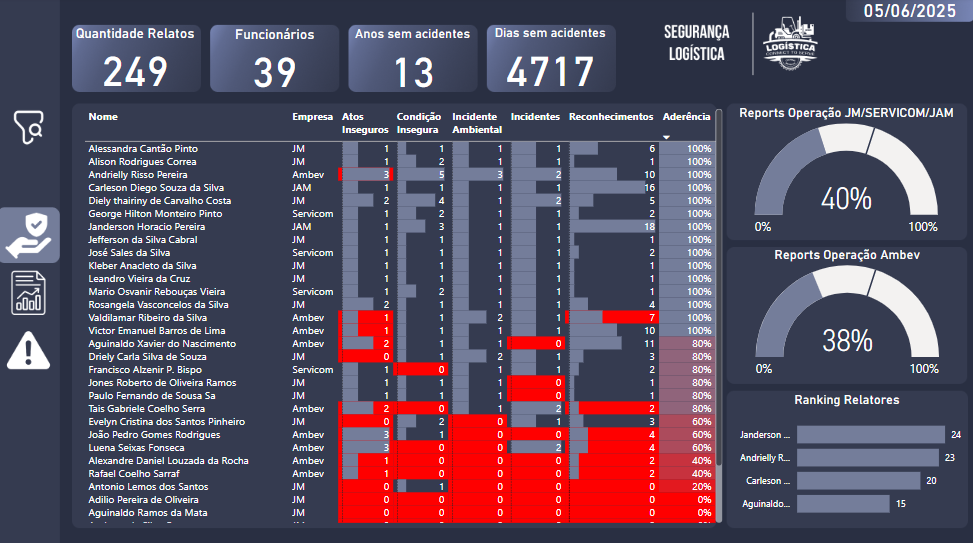 05/06/2025
Quantidade Relatos
249
Funcionários
39
Anos sem acidentes
13
Dias sem acidentes
4717
SEGURANÇA
LOGÍSTICA
LOGÍSTICA
Nome Empresa Atos Inseguros Condição Insegura Incidente Ambiental Incidentes Reconhecimentos Aderência
Alessandra Cantão Pinto JM 1 1 1 1 6 100%
Alison Rodrigues Correa JM 1 2 1 1 1 100%
Andrielly Risso Pereira Ambev 3 5 3 2 10 100%
Carleson Diego Souza da Silva JAM 1 1 1 1 16 100%
Diely thairiny de Carvalho Costa JM 2 4 1 2 5 100%
George Hilton Monteiro Pinto Servicom 1 2 1 1 2 100%
Janderson Horacio Pereira JAM 1 3 1 1 18 100%
Jefferson da Silva Cabral JM 1 1 1 1 1 100%
José Sales da Silva Servicom 1 1 1 1 2 100%
Kleber Anacleto da Silva JM 1 1 1 1 1 100%
Leandro Vieira da Cruz JM 1 1 1 1 1 100%
Mario Osvanir Rebouças Vieira Servicom 1 2 1 1 1 100%
Rosangela Vasconcelos da Silva JM 2 1 1 1 4 100%
Valdilamar Ribeiro da Silva Ambev 1 1 2 1 7 100%
Victor Emanuel Barros de Lima Ambev 1 1 1 1 10 100%
Aguinaldo Xavier do Nascimento Ambev 2 1 1 0 11 80%
Driely Carla Silva de Souza JM 0 1 2 1 3 80%
Francisco Alzenir P. Bispo Servicom 1 0 1 1 2 80%
Jones Roberto de Oliveira Ramos JM 1 1 1 0 1 80%
Paulo Fernando de Sousa Sa JM 1 1 1 0 1 80%
Tais Gabriele Coelho Serra Ambev 2 0 1 2 2 80%
Evelyn Cristina dos Santos Pinheiro JM 0 2 0 1 3 60%
João Pedro Gomes Rodrigues Ambev 3 1 0 0 4 60%
Luena Seixas Fonseca Ambev 3 0 0 2 4 60%
Alexandre Daniel Louzada da Rocha Ambev 1 0 0 0 2 40%
Rafael Coelho Sarraf Ambev 1 0 0 0 2 40%
Antonio Lemos dos Santos JM 0 1 0 0 0 20%
Adilio Pereira de Oliveira JM 0 0 0 0 0 0%
Aguinaldo Ramos da Mata JM 0 0 0 0 0 0%
Reports Operação JM/SERVICOM/JAM
40%
0% 100%
Reports Operação Ambev
38%
0% 100%
Ranking Relatores
Janderson ... 24
Andrielly R... 23
Carleson ... 20
Aguinaldo... 15